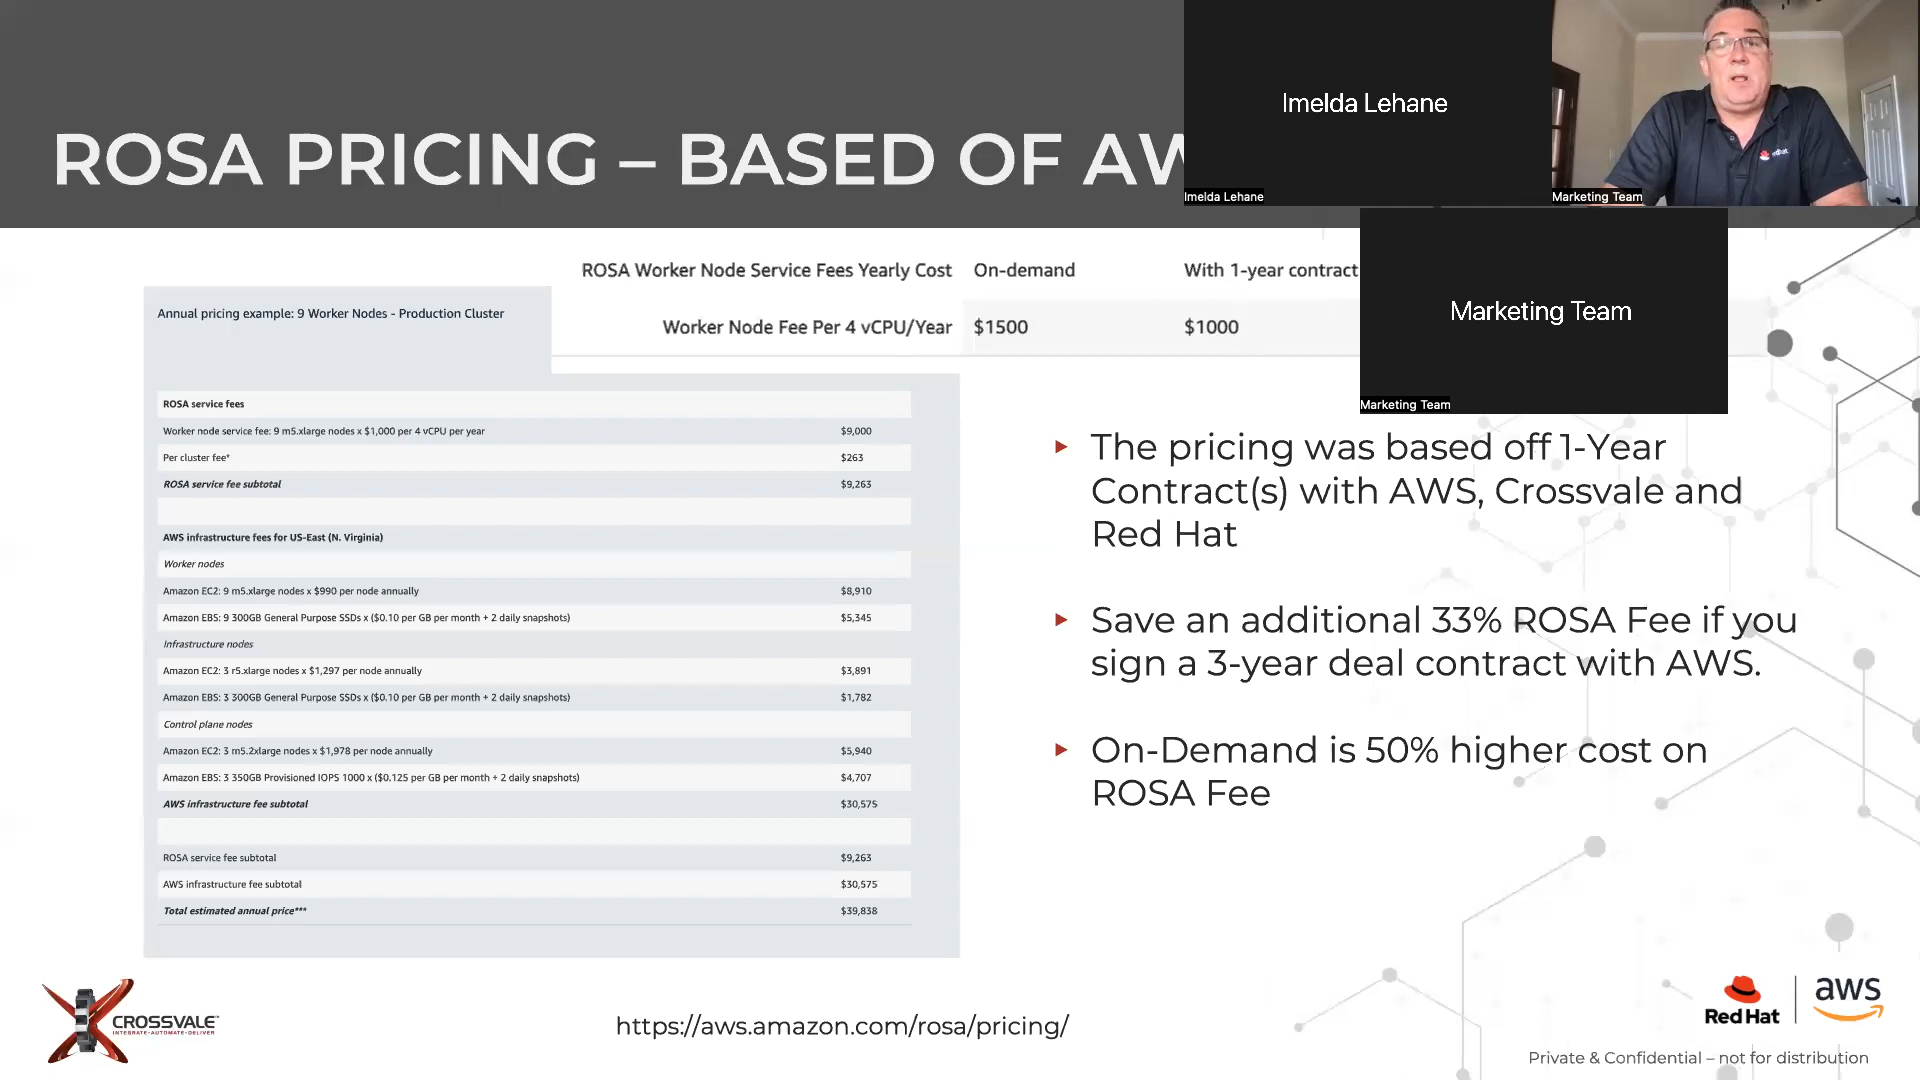 ROSA PRICING – BASED OF AW
Imelda Lehane
Imelda Lehane
Marketing Team
Marketing Team
Marketing Team
ROSA Worker Node Service Fees Yearly Cost On-demand With 1-year contract
Worker Node Fee Per 4 vCPU/Year $1500 $1000
Annual pricing example: 9 Worker Nodes - Production Cluster
ROSA service fees
Worker node service fee: 9 m5.xlarge nodes x $1,000 per 4 vCPU per year $9,000
Per cluster fee* $263
ROSA service fee subtotal $9,263
AWS infrastructure fees for US-East (N. Virginia)
Worker nodes
Amazon EC2: 9 m5.xlarge nodes x $990 per node annually $8,910
Amazon EBS: 9 300GB General Purpose SSDs x ($0.10 per GB per month + 2 daily snapshots) $5,345
Infrastructure nodes
Amazon EC2: 3 r5.xlarge nodes x $1,297 per node annually $3,891
Amazon EBS: 3 300GB General Purpose SSDs x ($0.10 per GB per month + 2 daily snapshots) $1,782
Control plane nodes
Amazon EC2: 3 m5.2xlarge nodes x $1,978 per node annually $5,940
Amazon EBS: 3 350GB Provisioned IOPS 1000 x ($0.125 per GB per month + 2 daily snapshots) $4,707
AWS infrastructure fee subtotal $30,575
ROSA service fee subtotal $9,263
AWS infrastructure fee subtotal $30,575
Total estimated annual price*** $39,838
The pricing was based off 1-Year
Contract(s) with AWS, Crossvale and
Red Hat
Save an additional 33% ROSA Fee if you
sign a 3-year deal contract with AWS.
On-Demand is 50% higher cost on
ROSA Fee
CROSSVALE™
INTEGRATE·AUTOMATE·DELIVER
https://aws.amazon.com/rosa/pricing/
Red Hat
aws
Private & Confidential – not for distribution